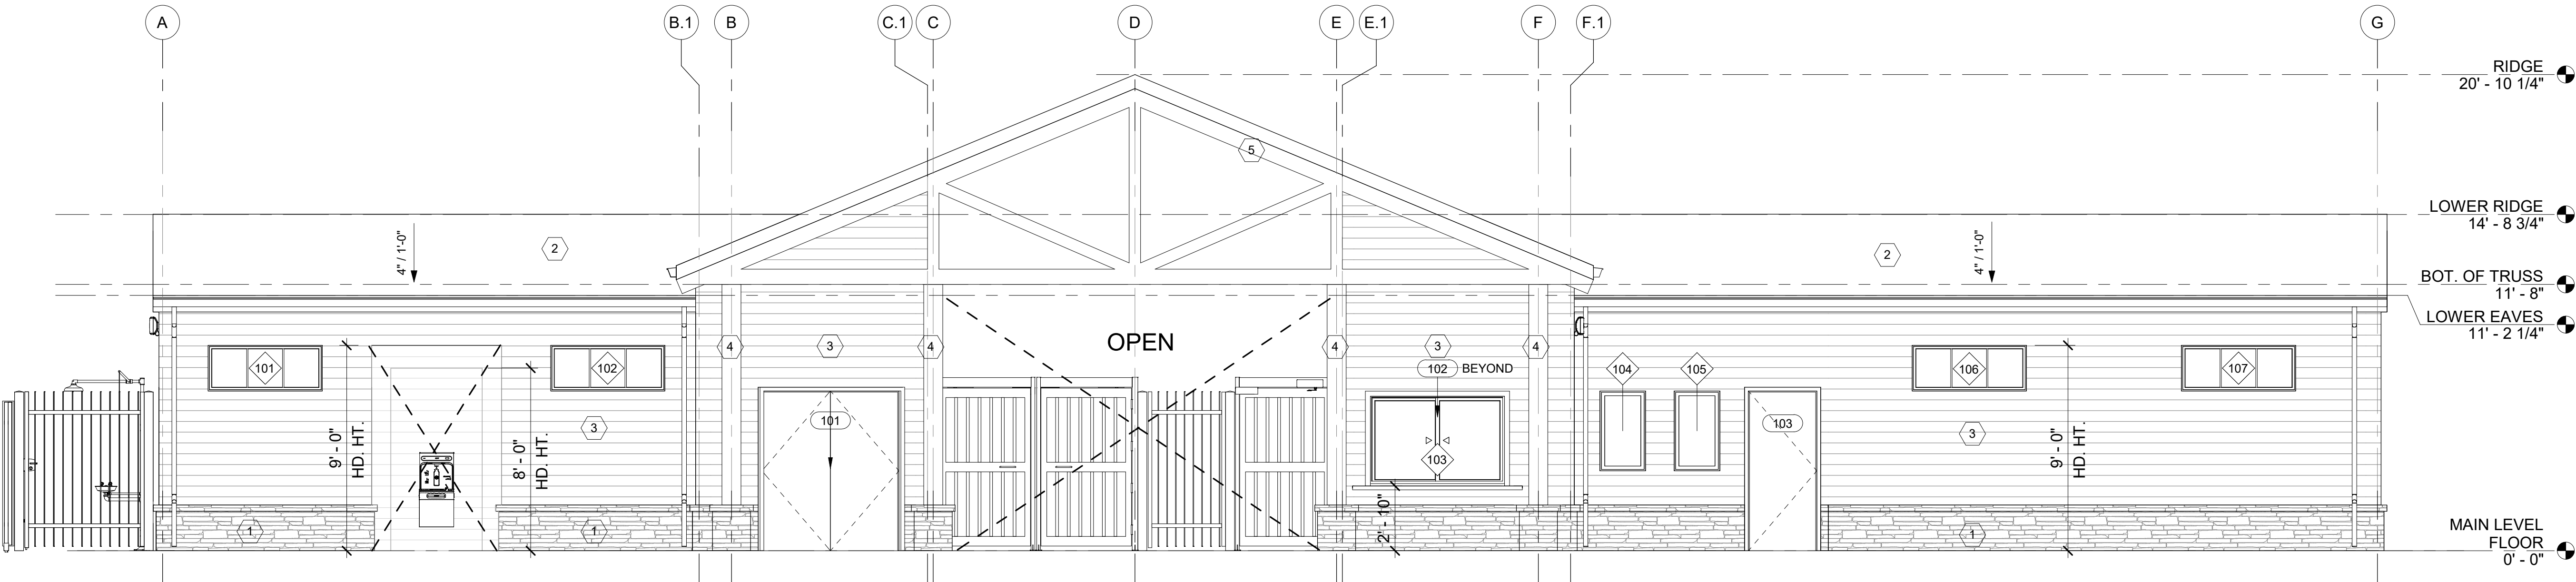 A
B.1
B
C.1
C
D
E
E.1
F
F.1
G
RIDGE
20' - 10 1/4"
5
LOWER RIDGE
14' - 8 3/4"
4" / 1'-0"
2
2
4" / 1'-0"
BOT. OF TRUSS
11' - 8"
LOWER EAVES
11' - 2 1/4"
OPEN
4
3
4
4
3
4
101
102
102
BEYOND
104
105
106
107
101
103
3
9' - 0"
HD. HT.
8' - 0"
HD. HT.
3
9' - 0"
HD. HT.
103
2' - 10"
1
1
1
MAIN LEVEL
FLOOR
0' - 0"